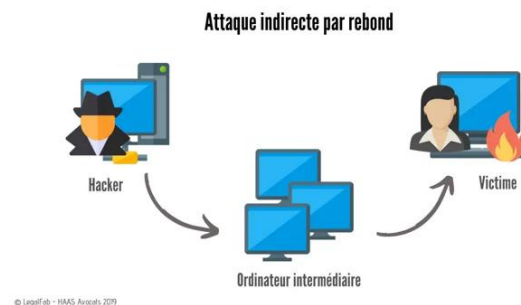 Attaque indirecte par rebond
Hacker
Victime
Ordinateur intermédiaire
© LegalFab - HAAS Avocats 2019